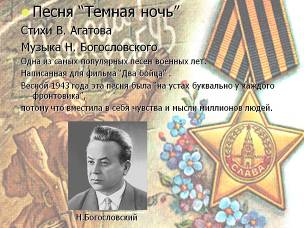 Песня “Темная ночь”
Стихи В. Агатова
Музыка Н. Богословского
Одна из самых популярных песен военных лет.
Написанная для фильма "Два бойца" .
Весной 1943 года эта песня была "на устах буквально у каждого
фронтовика",
потому что вместила в себя чувства и мысли миллионов людей.
СЛАВА
Н.Богословский